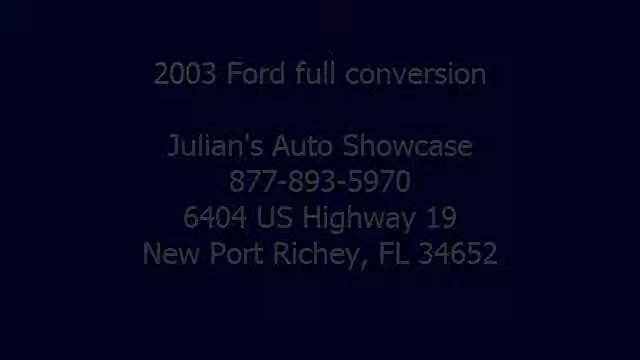 2003 Ford full conversion
Julian's Auto Showcase
877-893-5970
6404 US Highway 19
New Port Richey, FL 34652